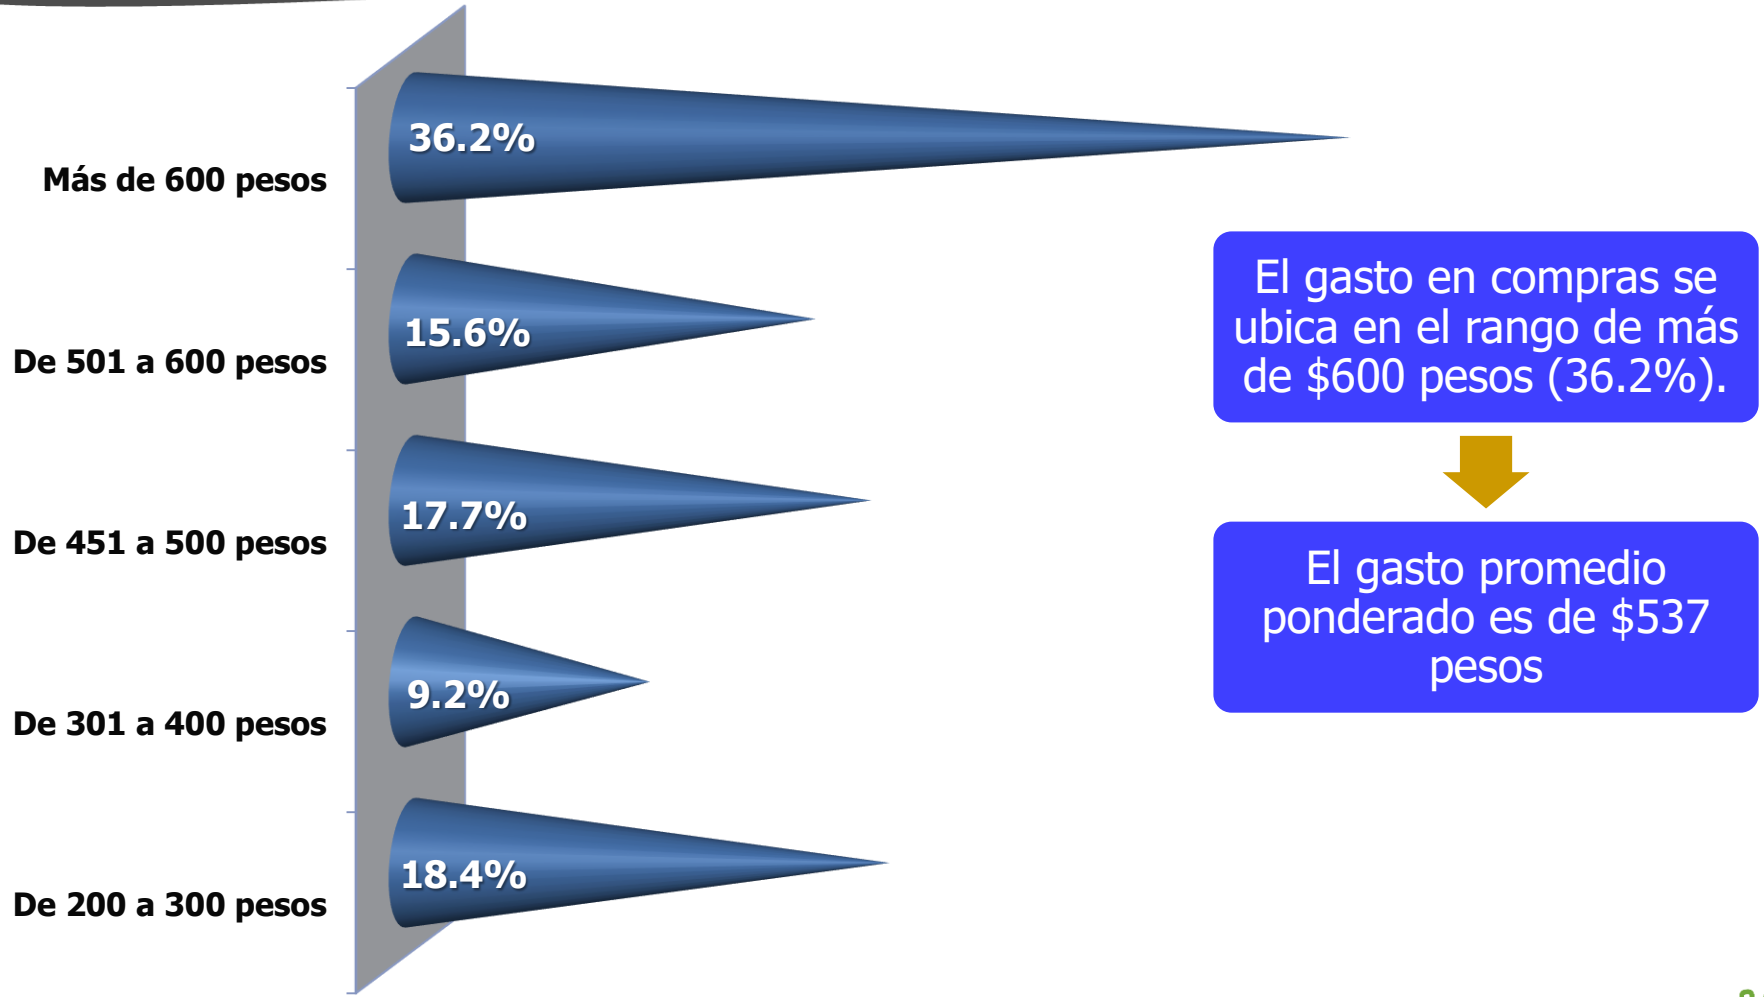 36.2%
Más de 600 pesos
15.6%
De 501 a 600 pesos
17.7%
De 451 a 500 pesos
9.2%
De 301 a 400 pesos
18.4%
De 200 a 300 pesos
El gasto en compras se
ubica en el rango de más
de $600 pesos (36.2%).
El gasto promedio
ponderado es de $537
pesos